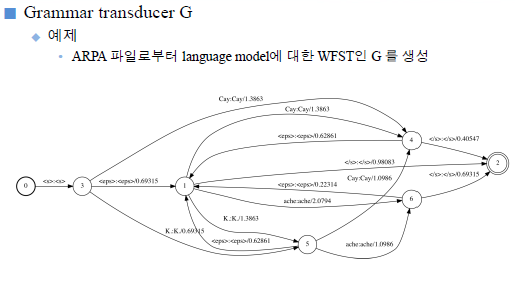 Grammar transducer G
예제
ARPA 파일로부터 language model에 대한 WFST인 G 를 생성
Cay:Cay/1.3863
Cay:Cay/1.3863
<eps>:<eps>/0.62861
4
</s>:</s>/0.40547
</s>:</s>/0.98083
0
<s>:<s>
3
<eps>:<eps>/0.69315
1
2
Cay:Cay/1.0986
<eps>:<eps>/0.22314
</s>:</s>/0.69315
ache:ache/2.0794
6
K.:K./1.3863
K.:K./0.69315
<eps>:<eps>/0.62861
5
ache:ache/1.0986